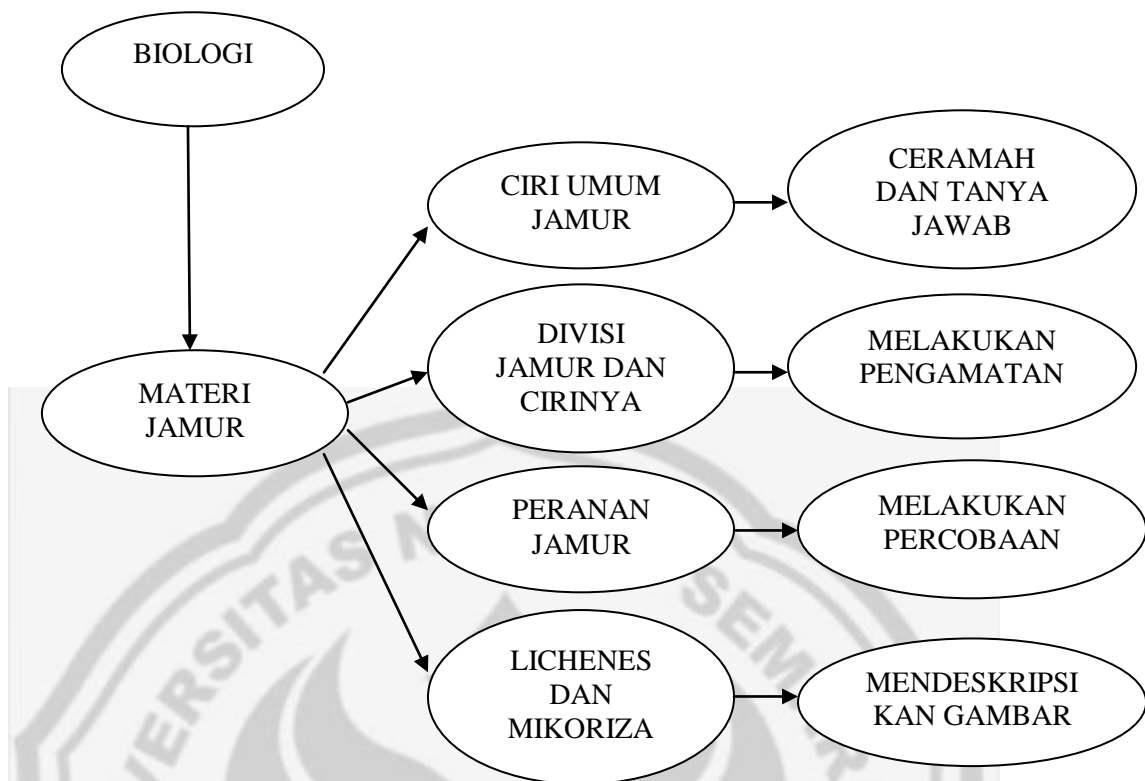 BIOLOGI
CIRI UMUM
JAMUR
CERAMAH
DAN TANYA
JAWAB
MATERI
JAMUR
DIVISI
JAMUR DAN
CIRINYA
MELAKUKAN
PENGAMATAN
PERANAN
JAMUR
MELAKUKAN
PERCOBAAN
LICHENES
DAN
MIKORIZA
MENDESKRIPSI
KAN GAMBAR